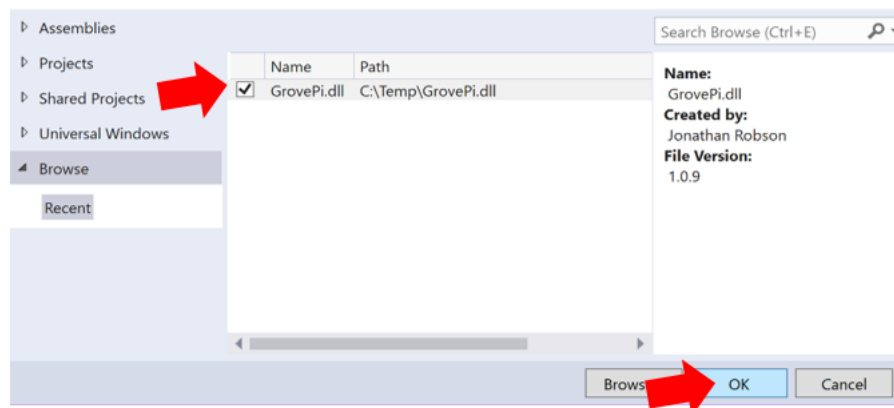 Assemblies
Projects
Shared Projects
Universal Windows
Browse
Recent
Name Path
GrovePi.dll C:\Temp\GrovePi.dll
Search Browse (Ctrl+E)
Name:
GrovePi.dll
Created by:
Jonathan Robson
File Version:
1.0.9
OK Cancel